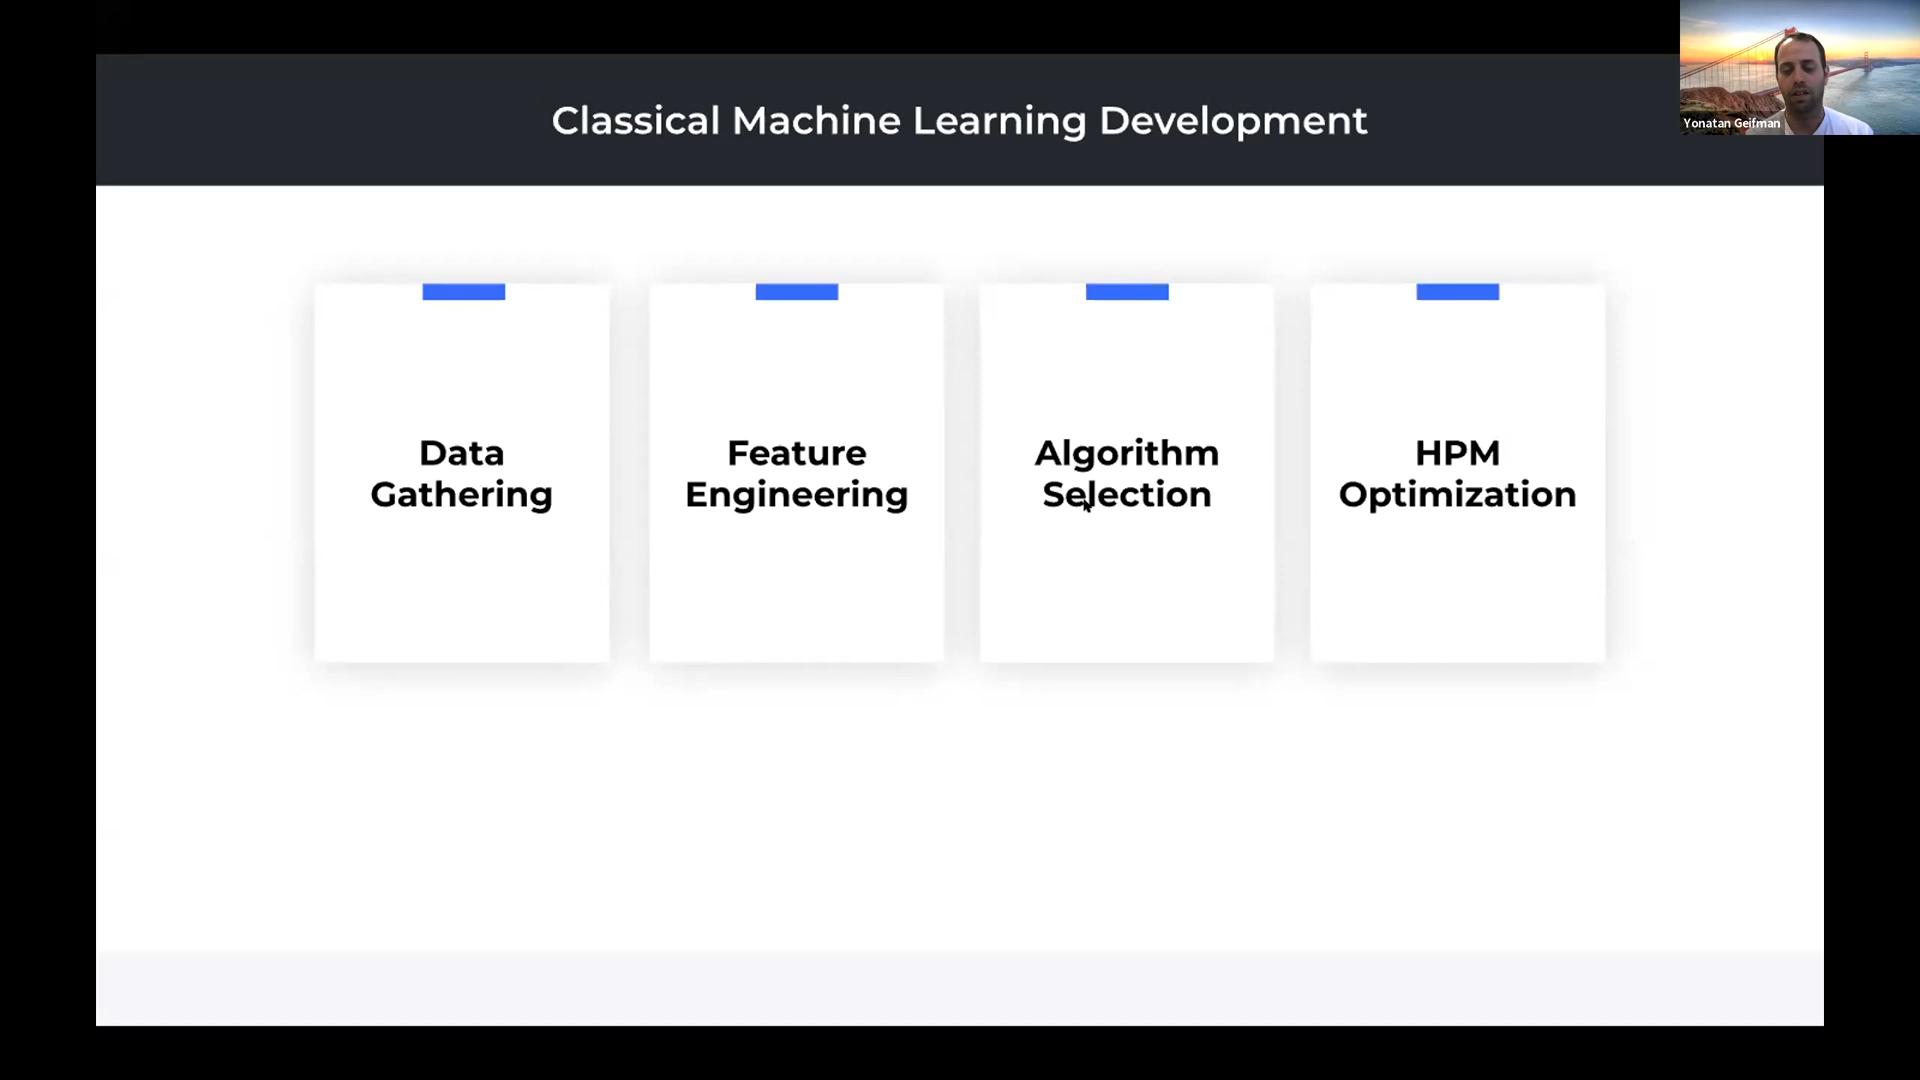 Classical Machine Learning Development
Yonatan Geifman
Data
Gathering
Feature
Engineering
Algorithm
Selection
HPM
Optimization